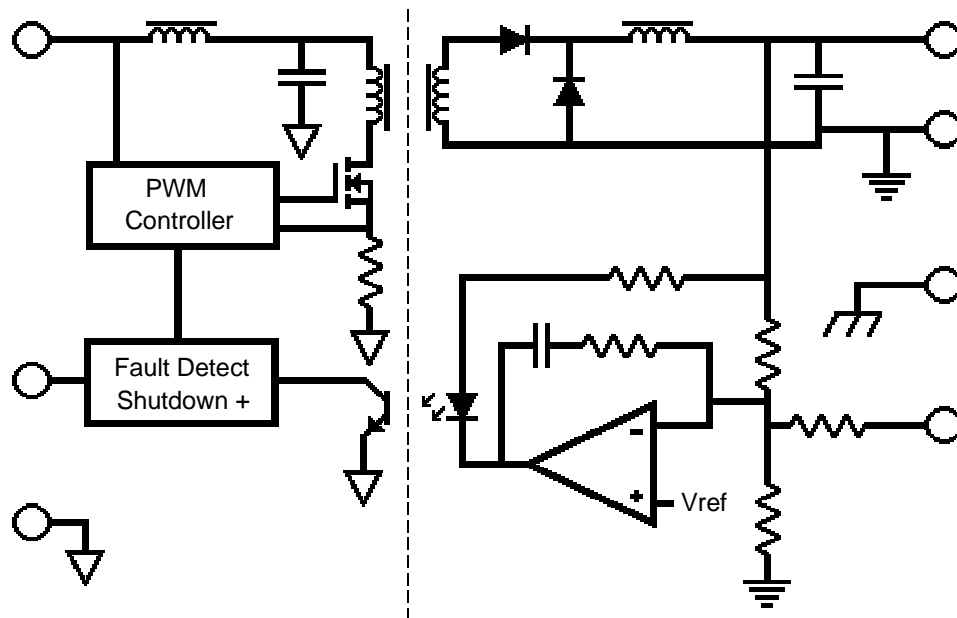 PWM
Controller
Fault Detect
Shutdown +
-
+
Vref